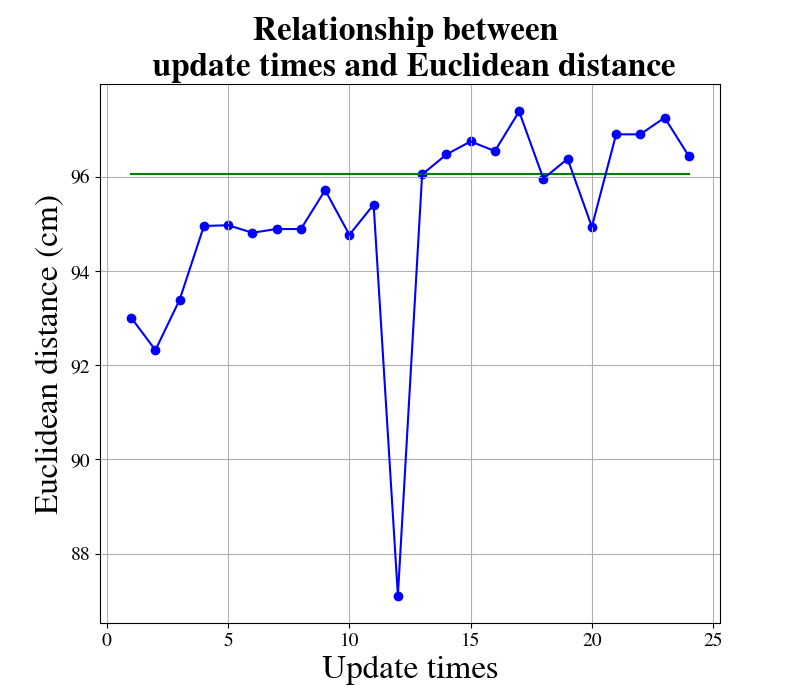 Relationship between
update times and Euclidean distance
Euclidean distance (cm)
96
94
92
90
88
0 5 10 15 20 25
Update times